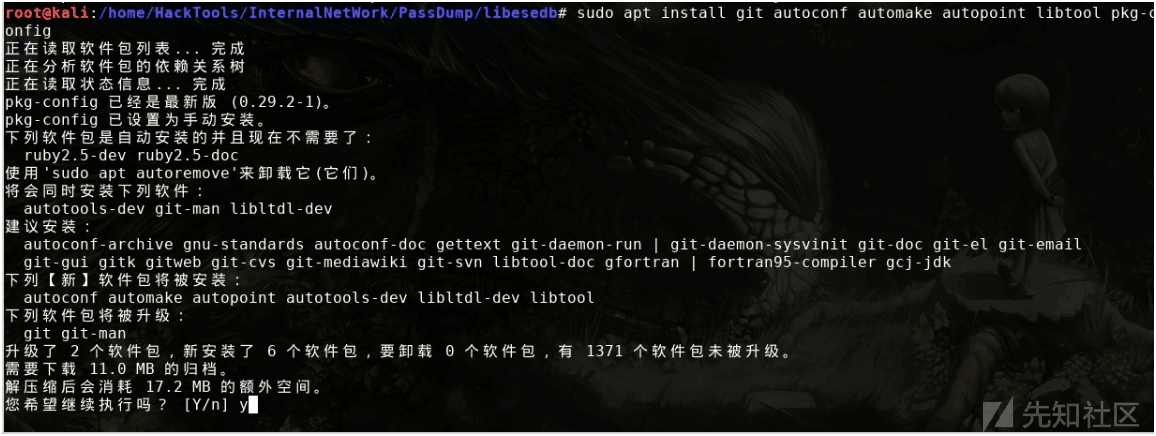 root@kali:/home/HackTools/InternalNetWork/PassDump/libesedb# sudo apt install git autoconf automake autopoint libtool pkg-c
onfig
正在读取软件包列表... 完成
正在分析软件包的依赖关系树
正在读取状态信息... 完成
pkg-config 已经是最新版 (0.29.2-1)。
pkg-config 已设置为手动安装。
下列软件包是自动安装的并且现在不需要了：
  ruby2.5-dev ruby2.5-doc
使用'sudo apt autoremove'来卸载它(它们)。
将会同时安装下列软件：
  autotools-dev git-man libltdl-dev
建议安装：
  autoconf-archive gnu-standards autoconf-doc gettext git-daemon-run | git-daemon-sysvinit git-doc git-el git-email
  git-gui gitk gitweb git-cvs git-mediawiki git-svn libtool-doc gfortran | fortran95-compiler gcj-jdk
下列【新】软件包将被安装：
  autoconf automake autopoint autotools-dev libltdl-dev libtool
下列软件包将被升级：
  git git-man
升级了 2 个软件包，新安装了 6 个软件包，要卸载 0 个软件包，有 1371 个软件包未被升级。
需要下载 11.0 MB 的归档。
解压缩后会消耗 17.2 MB 的额外空间。
您希望继续执行吗？ [Y/n] y
先知社区